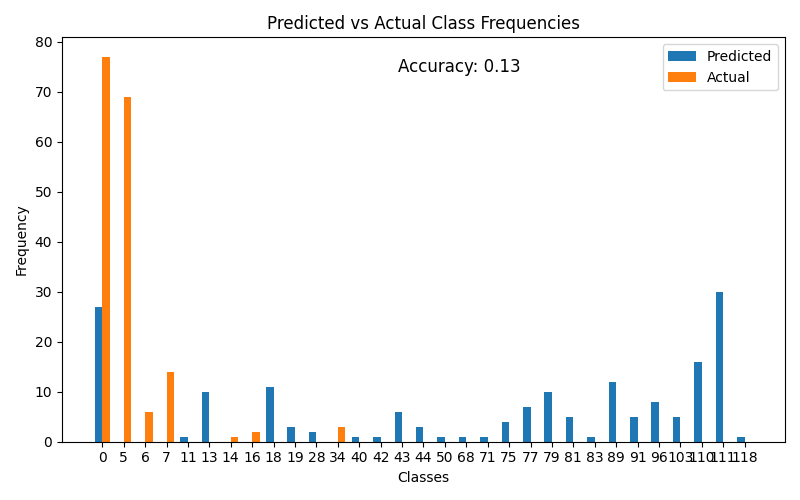 Predicted vs Actual Class Frequencies
Accuracy: 0.13
Predicted
Actual
Frequency
80
70
60
50
40
30
20
10
0
0 5 6 7 11 13 14 16 18 19 28 34 40 42 43 44 50 68 71 75 77 79 81 83 89 91 96 103 110 111 118
Classes